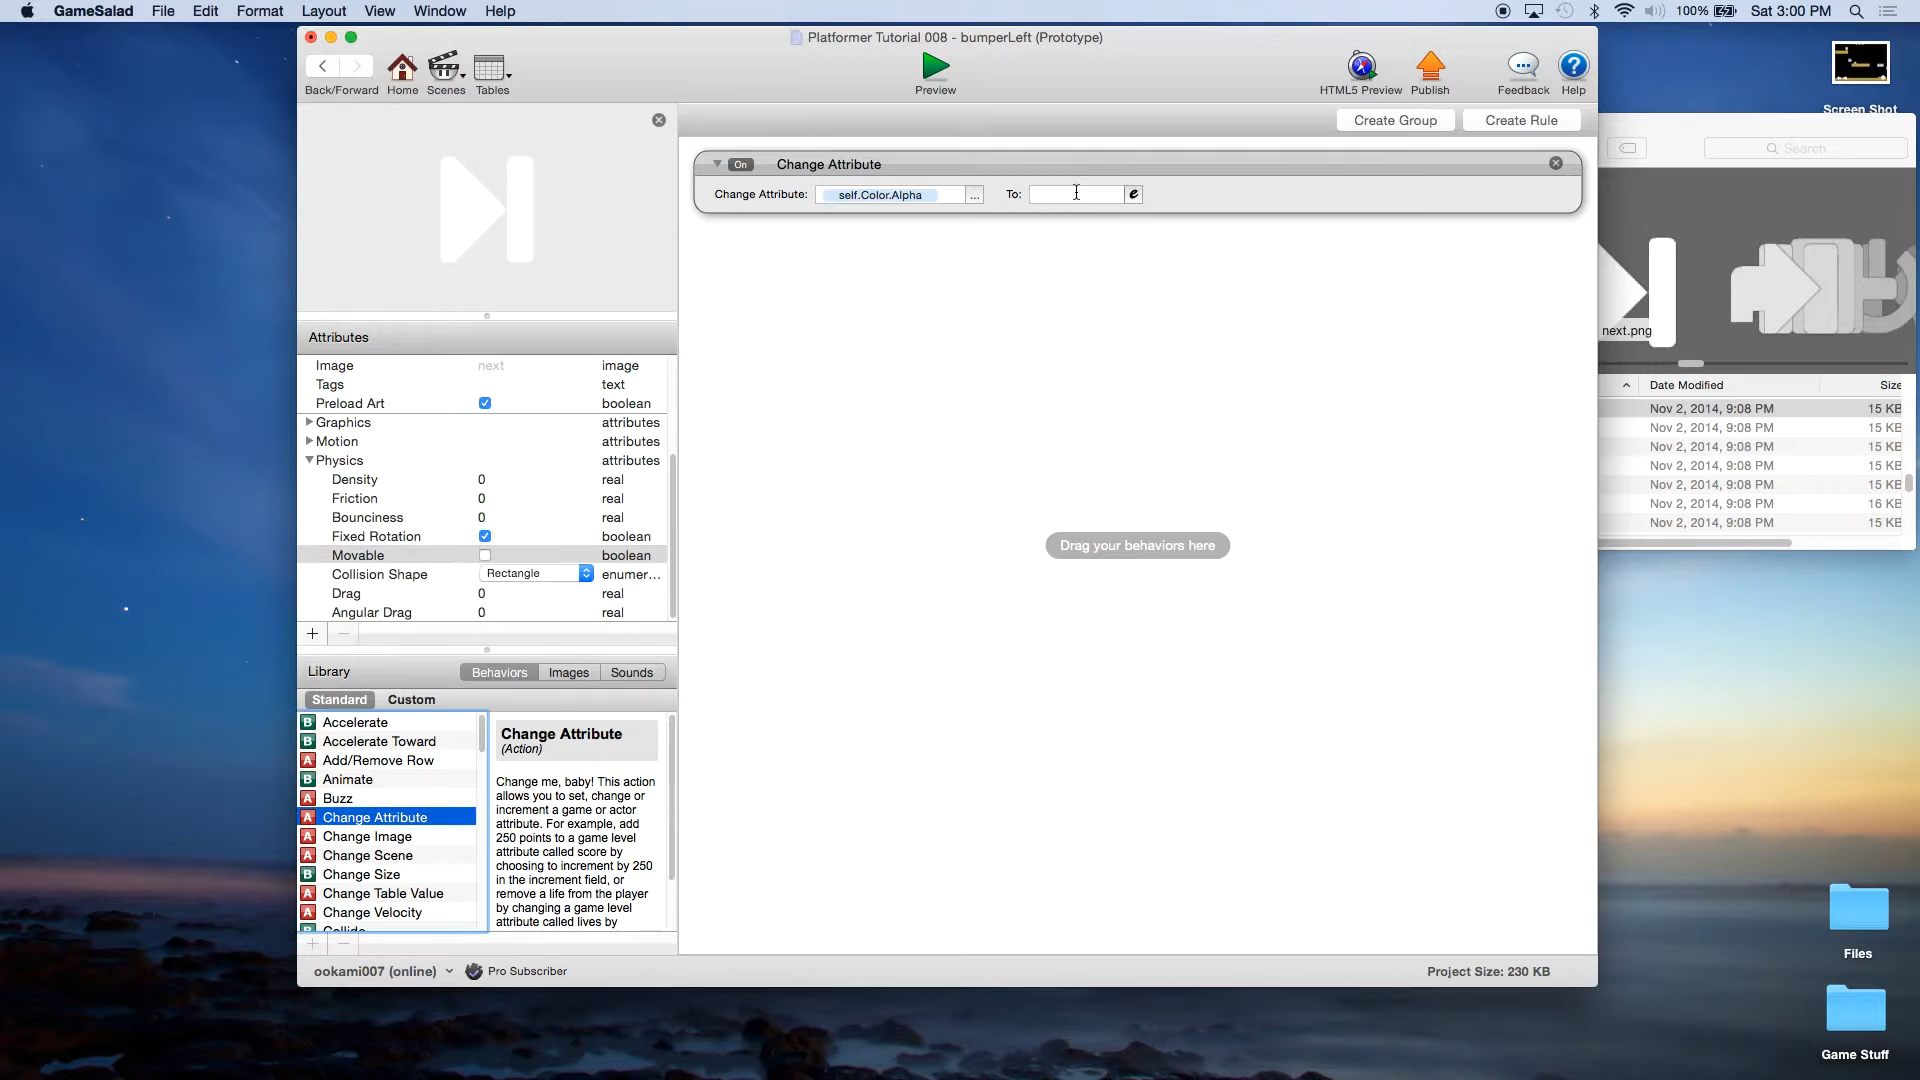 GameSalad File Edit Format Layout View Window Help
100% Sat 3:00 PM
Platformer Tutorial 008 - bumperLeft (Prototype)
Back/Forward Home Scenes Tables
Preview
HTML5 Preview Publish Feedback Help
Create Group Create Rule
On Change Attribute
Change Attribute: self.Color.Alpha ... To: e
Drag your behaviors here
Attributes
Image next image
Tags text
Preload Art boolean
Graphics attributes
Motion attributes
Physics attributes
Density 0 real
Friction 0 real
Bounciness 0 real
Fixed Rotation boolean
Movable boolean
Collision Shape Rectangle enumer...
Drag 0 real
Angular Drag 0 real
Library Behaviors Images Sounds
Standard Custom
B Accelerate
B Accelerate Toward
A Add/Remove Row
B Animate
A Buzz
A Change Attribute
A Change Image
A Change Scene
B Change Size
A Change Table Value
A Change Velocity
B Collide
Change Attribute
(Action)
Change me, baby! This action
allows you to set, change or
increment a game or actor
attribute. For example, add
250 points to a game level
attribute called score by
choosing to increment by 250
in the increment field, or
remove a life from the player
by changing a game level
attribute called lives by
ookami007 (online) Pro Subscriber
Project Size: 230 KB
Screen Shot
Search
next.png
Date Modified Size
Nov 2, 2014, 9:08 PM 15 KB
Nov 2, 2014, 9:08 PM 15 KB
Nov 2, 2014, 9:08 PM 15 KB
Nov 2, 2014, 9:08 PM 15 KB
Nov 2, 2014, 9:08 PM 15 KB
Nov 2, 2014, 9:08 PM 16 KB
Nov 2, 2014, 9:08 PM 15 KB
Files
Game Stuff